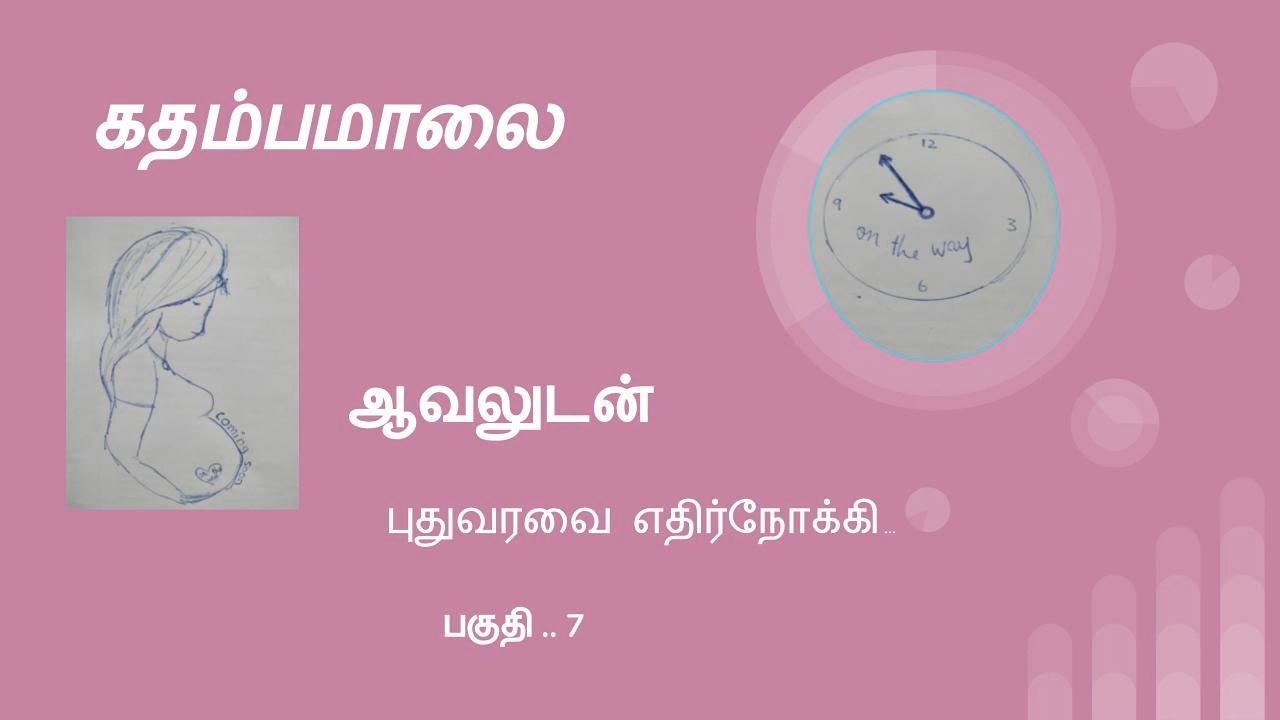 கதம்பமாலை
12
9
3
on the way
6
coming soon
ஆவலுடன்
புதுவரவை எதிர்நோக்கி...
பகுதி .. 7